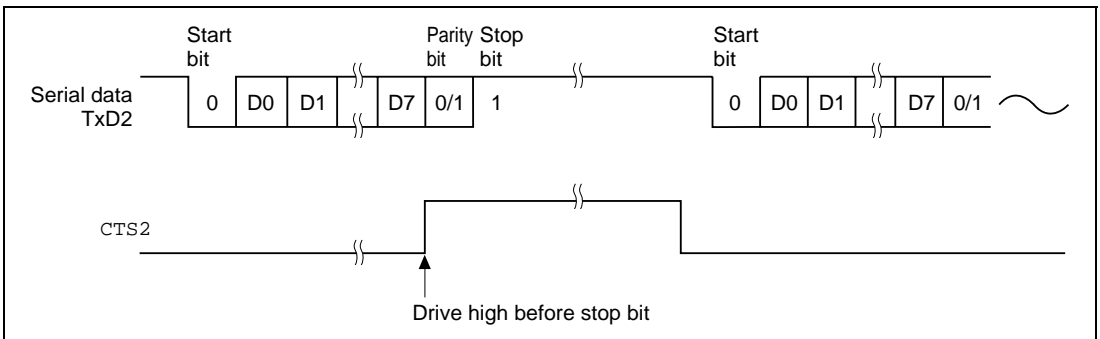 Start
bit
Parity
bit
Stop
bit
Start
bit
Serial data
TxD2
0
D0
D1
D7
0/1
1
0
D0
D1
D7
0/1
CTS2
Drive high before stop bit